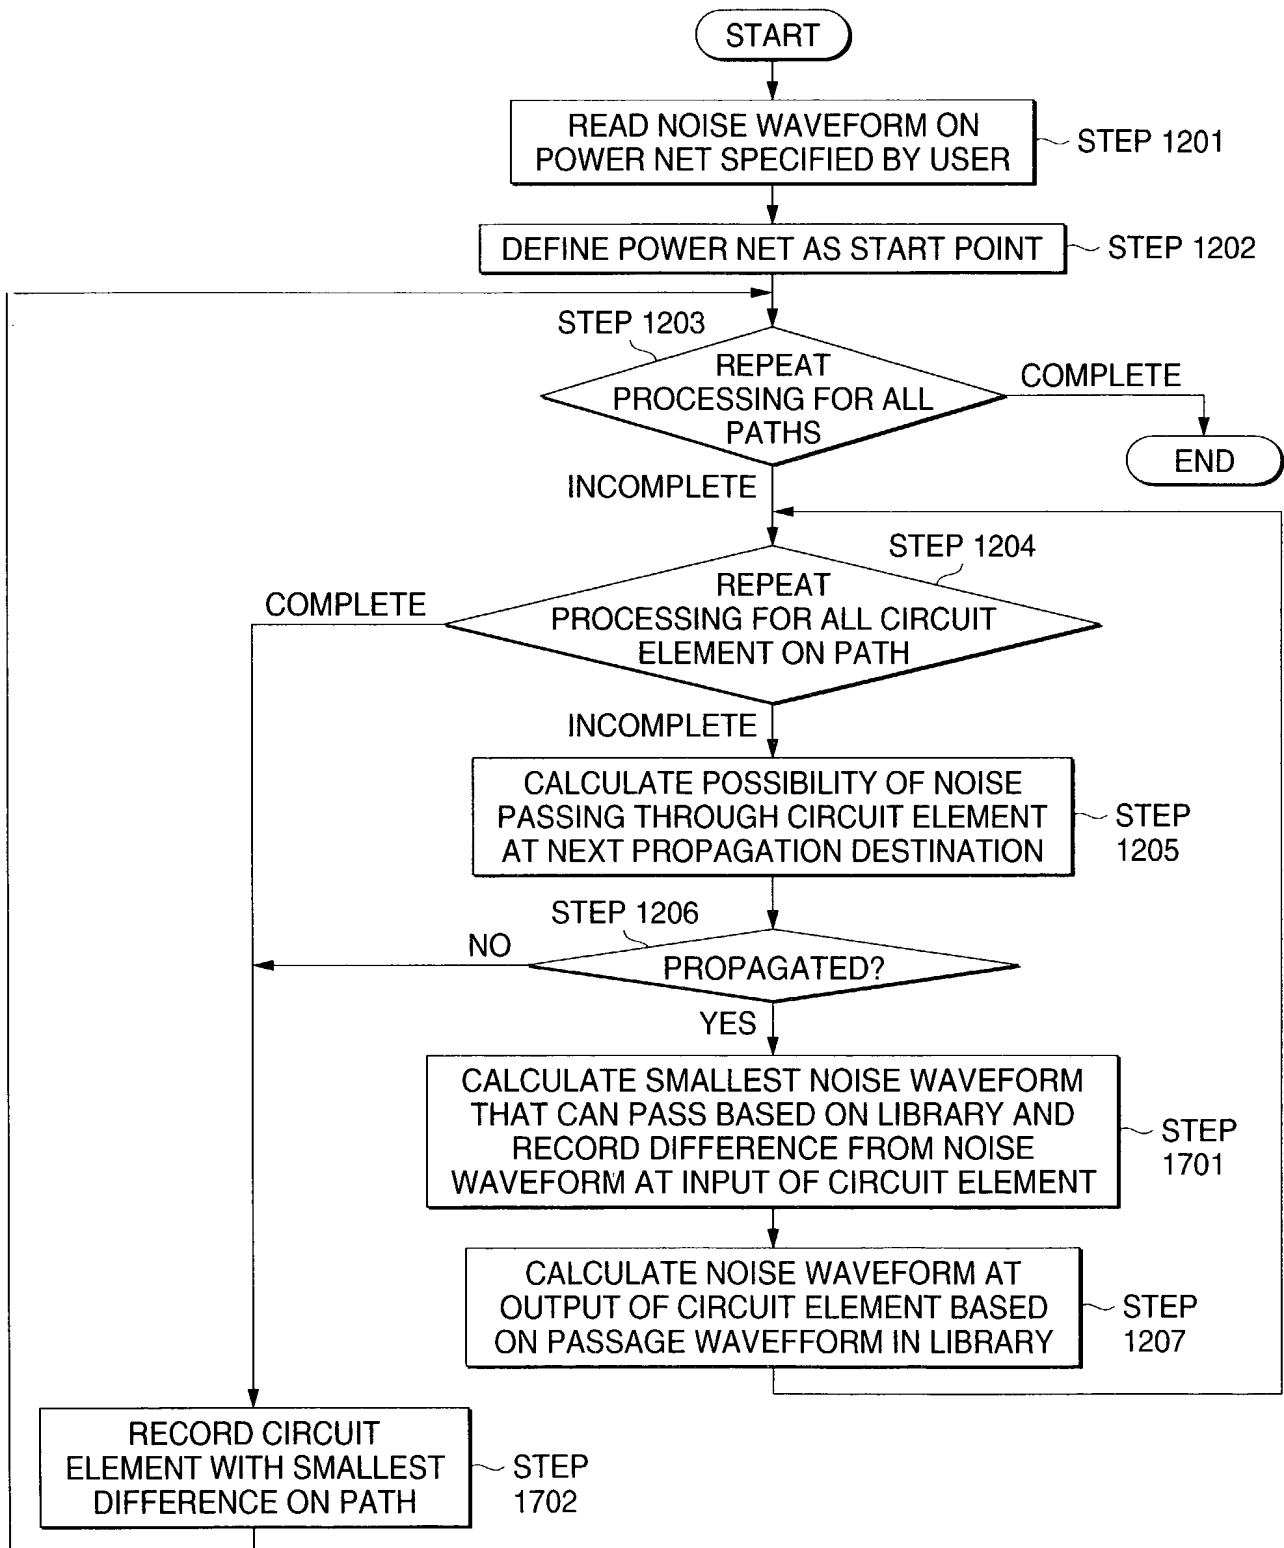 START
READ NOISE WAVEFORM ON
POWER NET SPECIFIED BY USER
STEP 1201
DEFINE POWER NET AS START POINT
STEP 1202
STEP 1203
REPEAT
PROCESSING FOR ALL
PATHS
COMPLETE
END
INCOMPLETE
STEP 1204
REPEAT
PROCESSING FOR ALL CIRCUIT
ELEMENT ON PATH
COMPLETE
INCOMPLETE
CALCULATE POSSIBILITY OF NOISE
PASSING THROUGH CIRCUIT ELEMENT
AT NEXT PROPAGATION DESTINATION
STEP
1205
STEP 1206
NO
PROPAGATED?
YES
CALCULATE SMALLEST NOISE WAVEFORM
THAT CAN PASS BASED ON LIBRARY AND
RECORD DIFFERENCE FROM NOISE
WAVEFORM AT INPUT OF CIRCUIT ELEMENT
STEP
1701
CALCULATE NOISE WAVEFORM AT
OUTPUT OF CIRCUIT ELEMENT BASED
ON PASSAGE WAVEFFORM IN LIBRARY
STEP
1207
RECORD CIRCUIT
ELEMENT WITH SMALLEST
DIFFERENCE ON PATH
STEP
1702